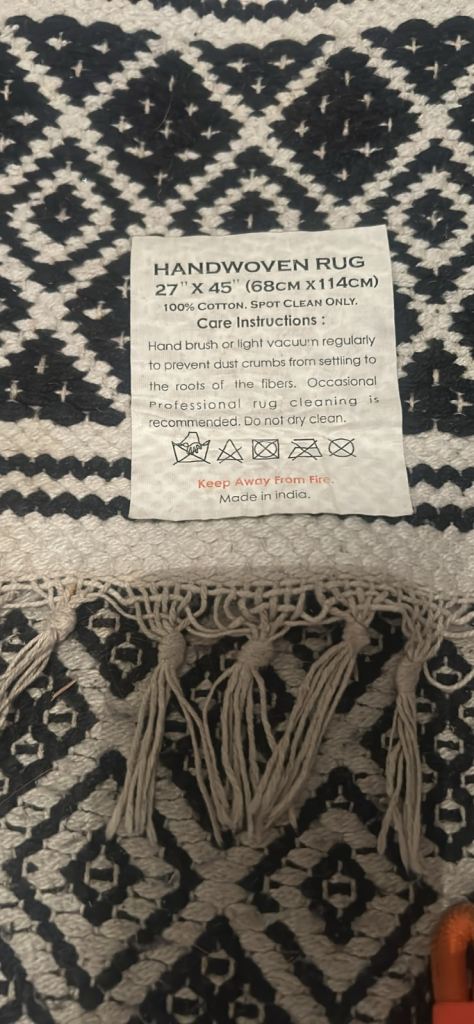 HANDWOVEN RUG
27" X 45" (68CM X 114CM)
100% COTTON. SPOT CLEAN ONLY.
Care Instructions :
Hand brush or light vacuum regularly
to prevent dust crumbs from settling to
the roots of the fibers. Occasional
Professional rug cleaning is
recommended. Do not dry clean.
Keep Away From Fire.
Made in india.